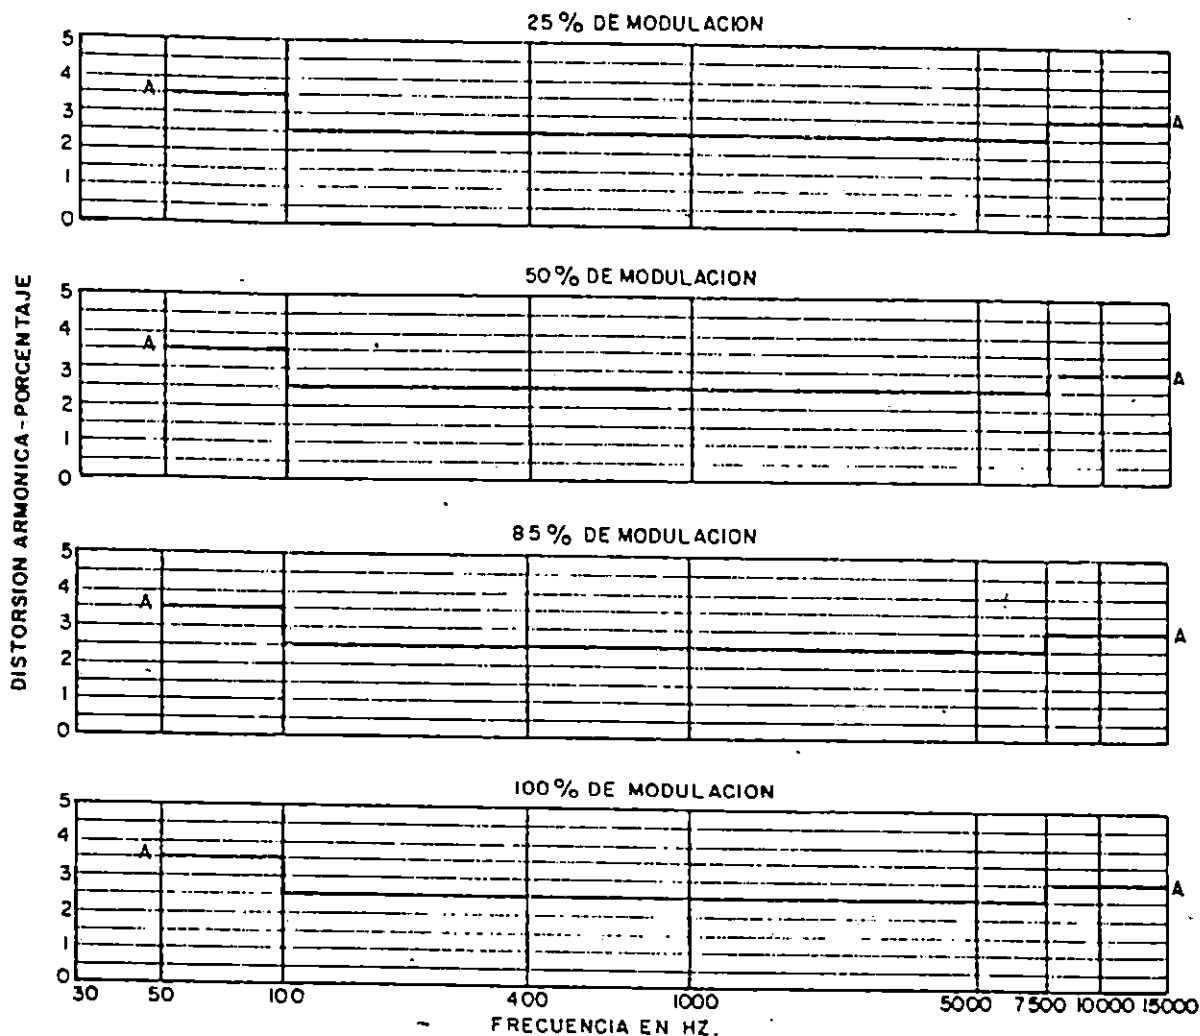 25% DE MODULACION
5
4
A
3
2
1
0
A
50% DE MODULACION
5
4
A
3
2
1
0
A
85% DE MODULACION
5
4
A
3
2
1
0
A
100% DE MODULACION
5
4
A
3
2
1
0
A
30 50 100 400 1000 5000 7500 10000 15000
FRECUENCIA EN HZ.
DISTORSION ARMONICA-PORCENTAJE